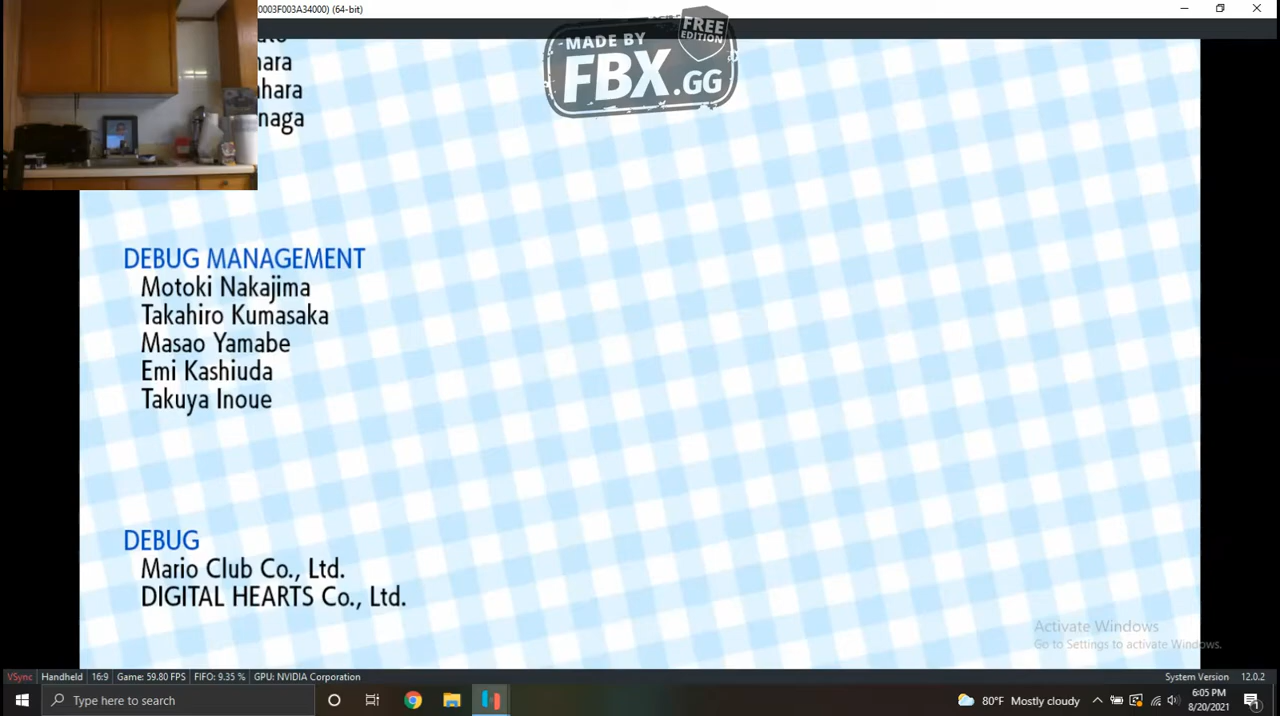 0003F003A34000) (64-bit)
MADE BY
FBX.GG
FREE
EDITION
hara
naga
DEBUG MANAGEMENT
Motoki Nakajima
Takahiro Kumasaka
Masao Yamabe
Emi Kashiuda
Takuya Inoue
DEBUG
Mario Club Co., Ltd.
DIGITAL HEARTS Co., Ltd.
Activate Windows
Go to Settings to activate Windows.
VSync Handheld 16:9 Game: 59.80 FPS FIFO: 9.35 % GPU: NVIDIA Corporation System Version 12.0.2
Type here to search
80°F Mostly cloudy
6:05 PM
8/20/2021
1